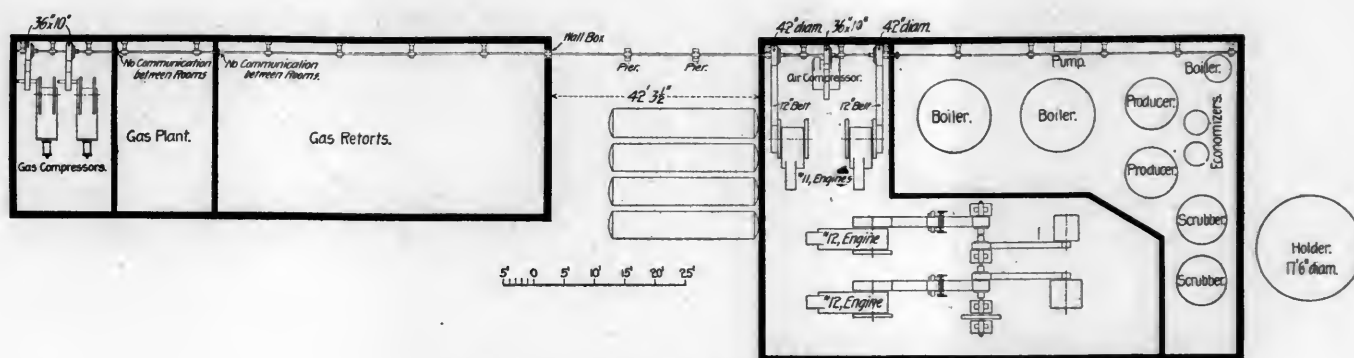 36"x10"
No Communication
between Rooms
No Communication
between Rooms.
Wall Box
Pier.
Pier.
42' 3½"
Gas Compressors.
Gas Plant.
Gas Retorts.
42" diam.
36"x10"
42" diam.
Air Compressor.
12" Belt
12" Belt
#11, Engines
#12, Engine
#12, Engine
Pump.
Boiler.
Boiler.
Boiler.
Producer.
Producer.
Economizers.
Scrubber.
Scrubber.
Holder.
17'6" diam.
5' 0 5' 10' 15' 20' 25'